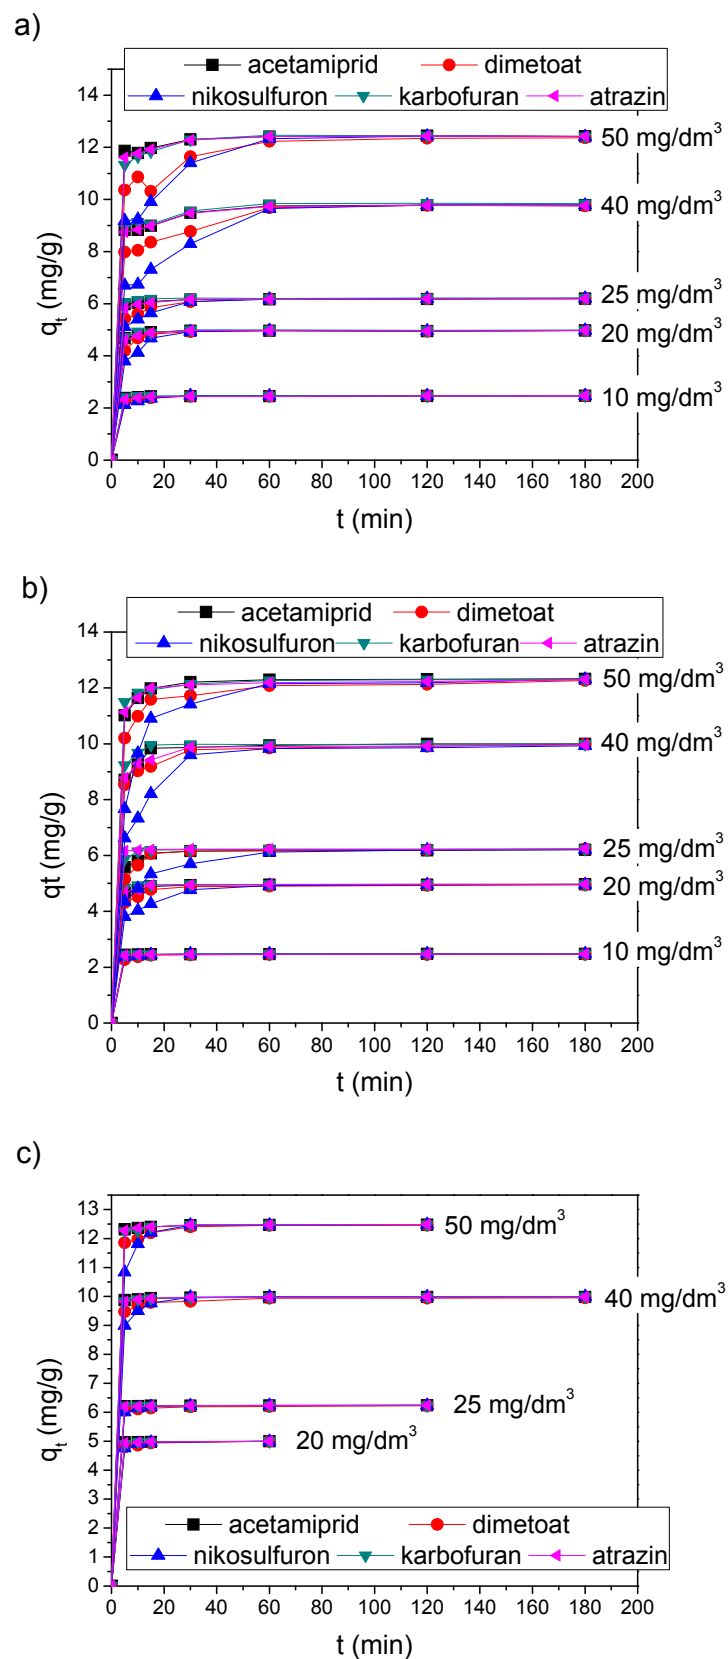 a)
acetamiprid dimetoat
nikosulfuron karbofuran atrazin
14
12
10
8
6
4
2
0
q_t (mg/g)
50 mg/dm³
40 mg/dm³
25 mg/dm³
20 mg/dm³
10 mg/dm³
0 20 40 60 80 100 120 140 160 180 200
t (min)
b)
acetamiprid dimetoat
nikosulfuron karbofuran atrazin
14
12
10
8
6
4
2
0
qt (mg/g)
50 mg/dm³
40 mg/dm³
25 mg/dm³
20 mg/dm³
10 mg/dm³
0 20 40 60 80 100 120 140 160 180 200
t (min)
c)
13
12
11
10
9
8
7
6
5
4
3
2
1
0
q_t (mg/g)
50 mg/dm³
40 mg/dm³
25 mg/dm³
20 mg/dm³
acetamiprid dimetoat
nikosulfuron karbofuran atrazin
0 20 40 60 80 100 120 140 160 180 200
t (min)